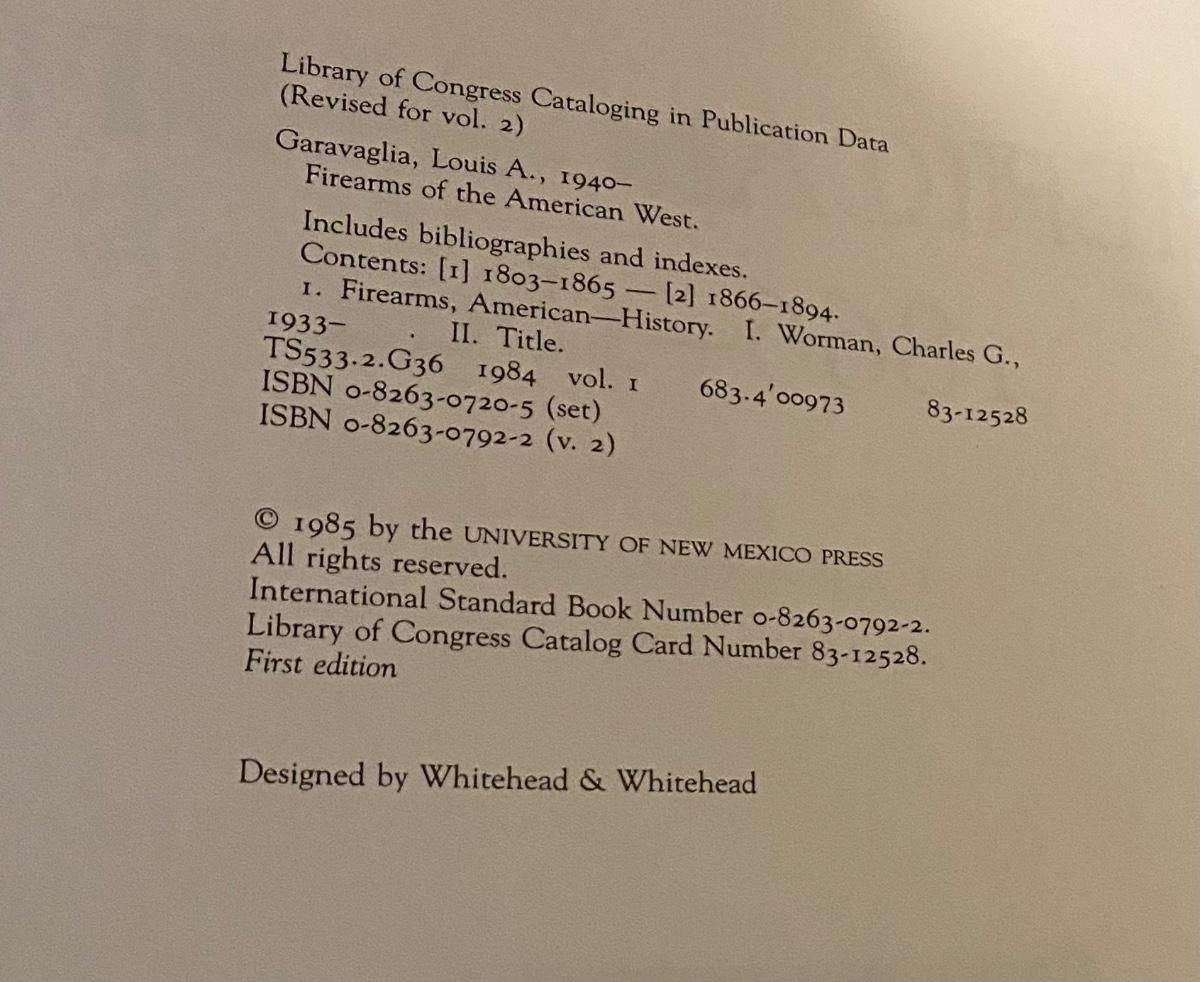 Library of Congress Cataloging in Publication Data
(Revised for vol. 2)
Garavaglia, Louis A., 1940–
Firearms of the American West.
Includes bibliographies and indexes.
Contents: [1] 1803–1865 — [2] 1866–1894.
1. Firearms, American—History. I. Worman, Charles G.,
1933– . II. Title.
TS533.2.G36 1984 vol. 1 683.4'00973 83-12528
ISBN 0-8263-0720-5 (set)
ISBN 0-8263-0792-2 (v. 2)
© 1985 by the UNIVERSITY OF NEW MEXICO PRESS
All rights reserved.
International Standard Book Number 0-8263-0792-2.
Library of Congress Catalog Card Number 83-12528.
First edition
Designed by Whitehead & Whitehead